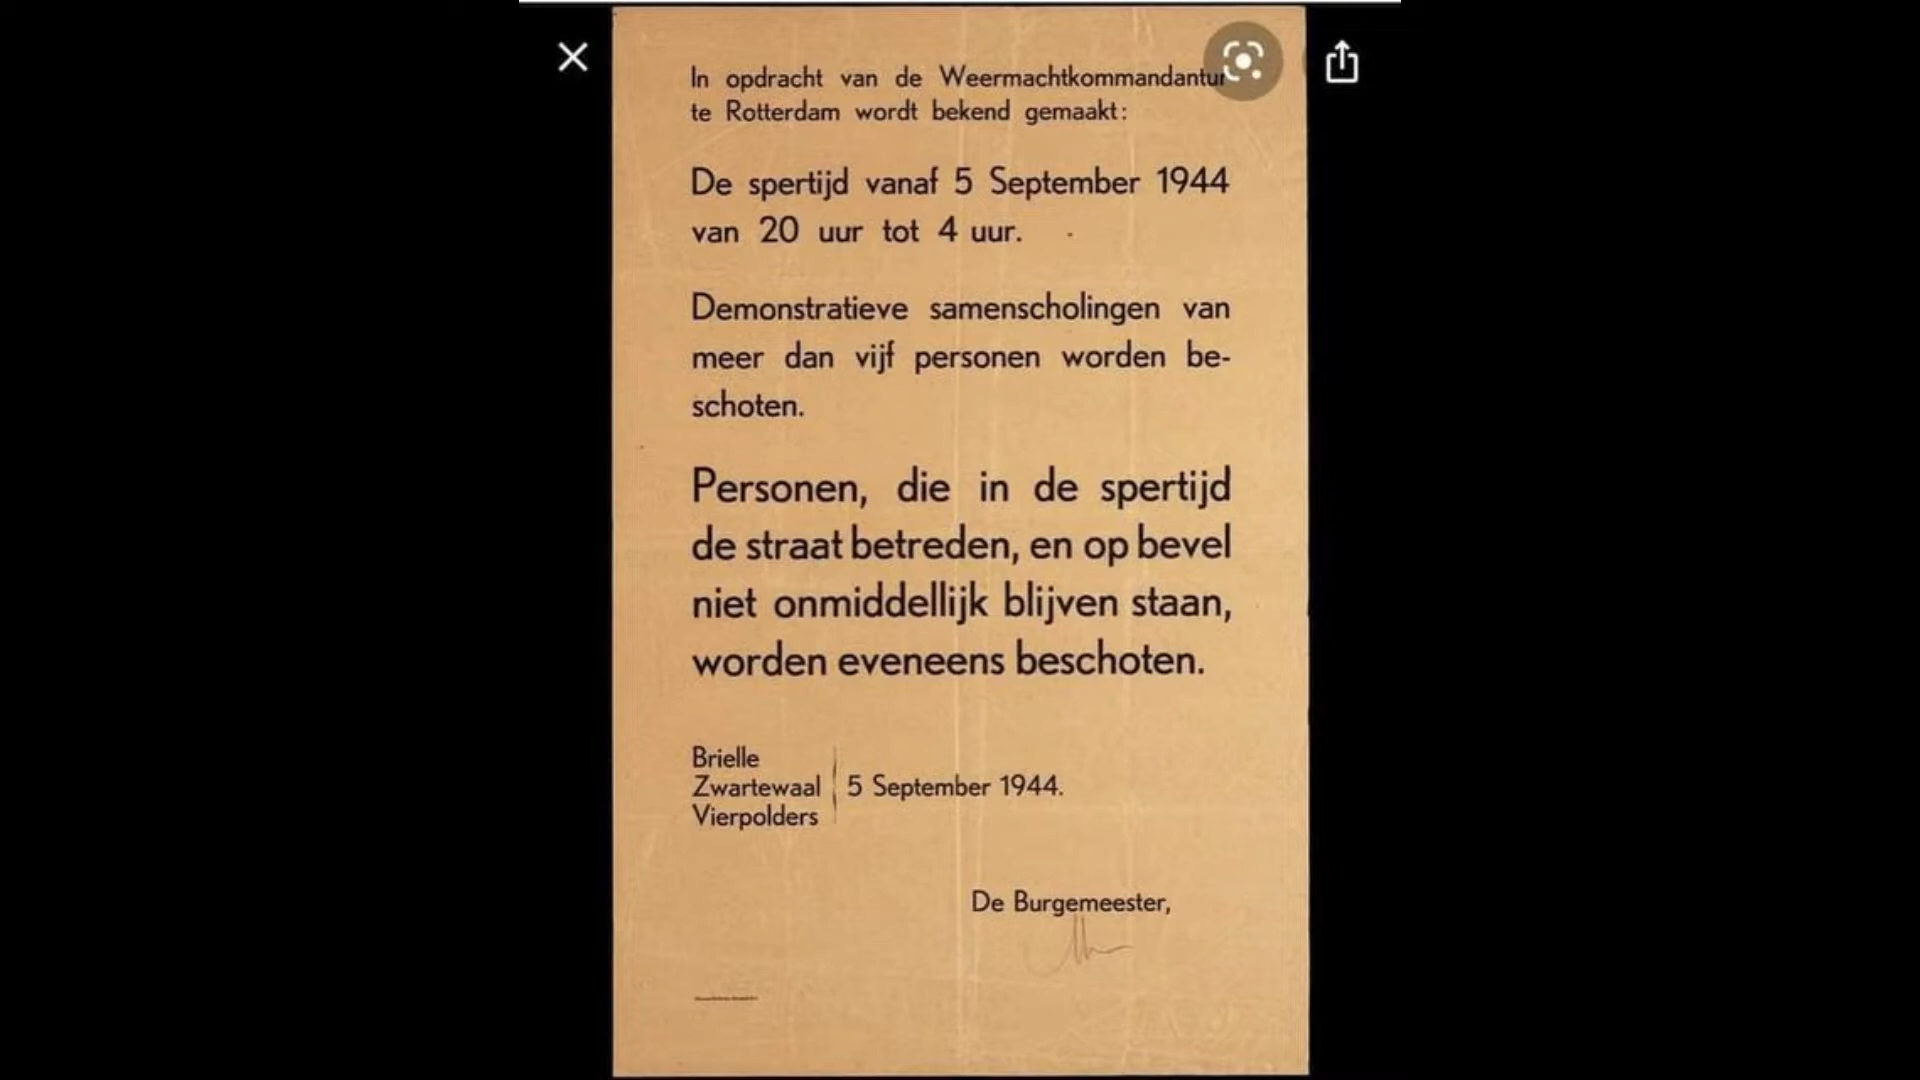 In opdracht van de Weermachtkommandantur
te Rotterdam wordt bekend gemaakt:
De spertijd vanaf 5 September 1944
van 20 uur tot 4 uur.
Demonstratieve samenscholingen van
meer dan vijf personen worden be-
schoten.
Personen, die in de spertijd
de straat betreden, en op bevel
niet onmiddellijk blijven staan,
worden eveneens beschoten.
Brielle
Zwartewaal
Vierpolders
5 September 1944.
De Burgemeester,